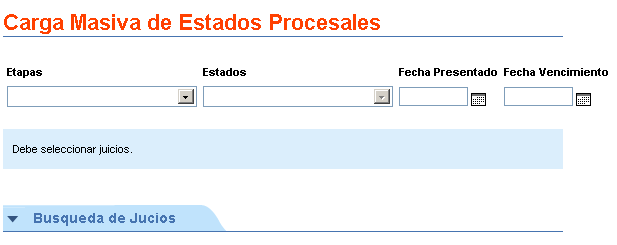 Carga Masiva de Estados Procesales
Etapas Estados Fecha Presentado Fecha Vencimiento
Debe seleccionar juicios.
Busqueda de Jucios